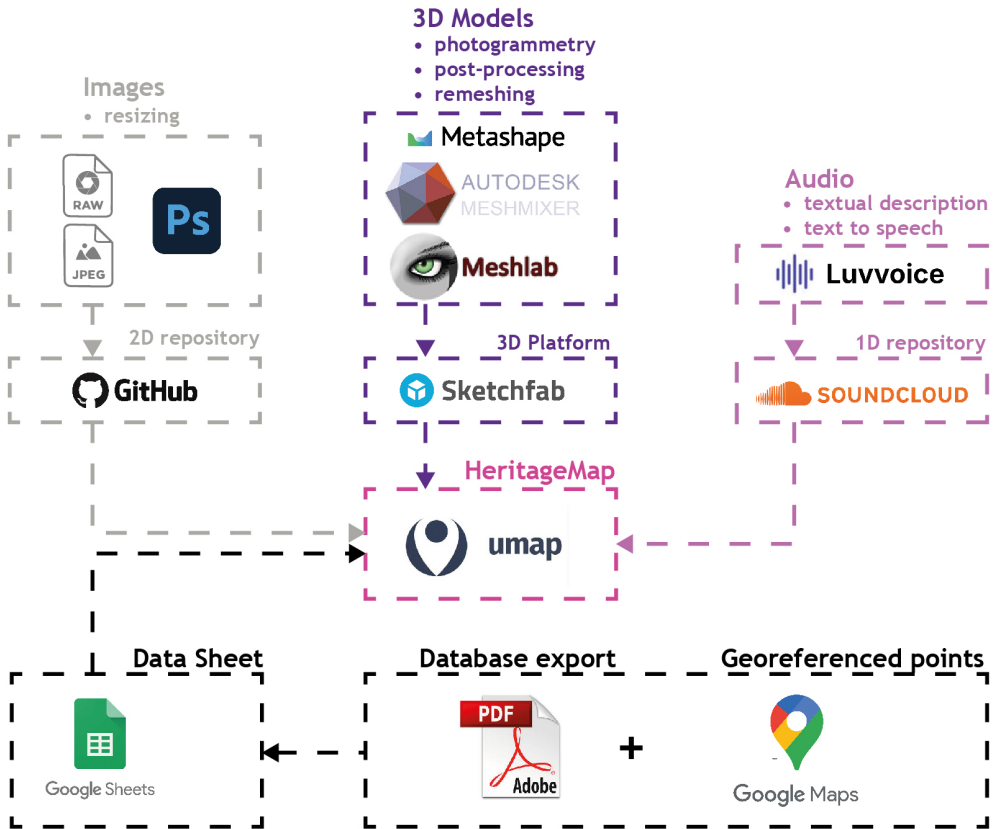 3D Models
• photogrammetry
• post-processing
• remeshing
Images
• resizing
Metashape
RAW
JPEG
Ps
AUTODESK
MESHMIXER
Meshlab
Audio
• textual description
• text to speech
Luvvoice
2D repository
3D Platform
1D repository
GitHub
Sketchfab
SOUNDCLOUD
HeritageMap
umap
Data Sheet
Database export
Georeferenced points
Google Sheets
PDF
Adobe
+
Google Maps